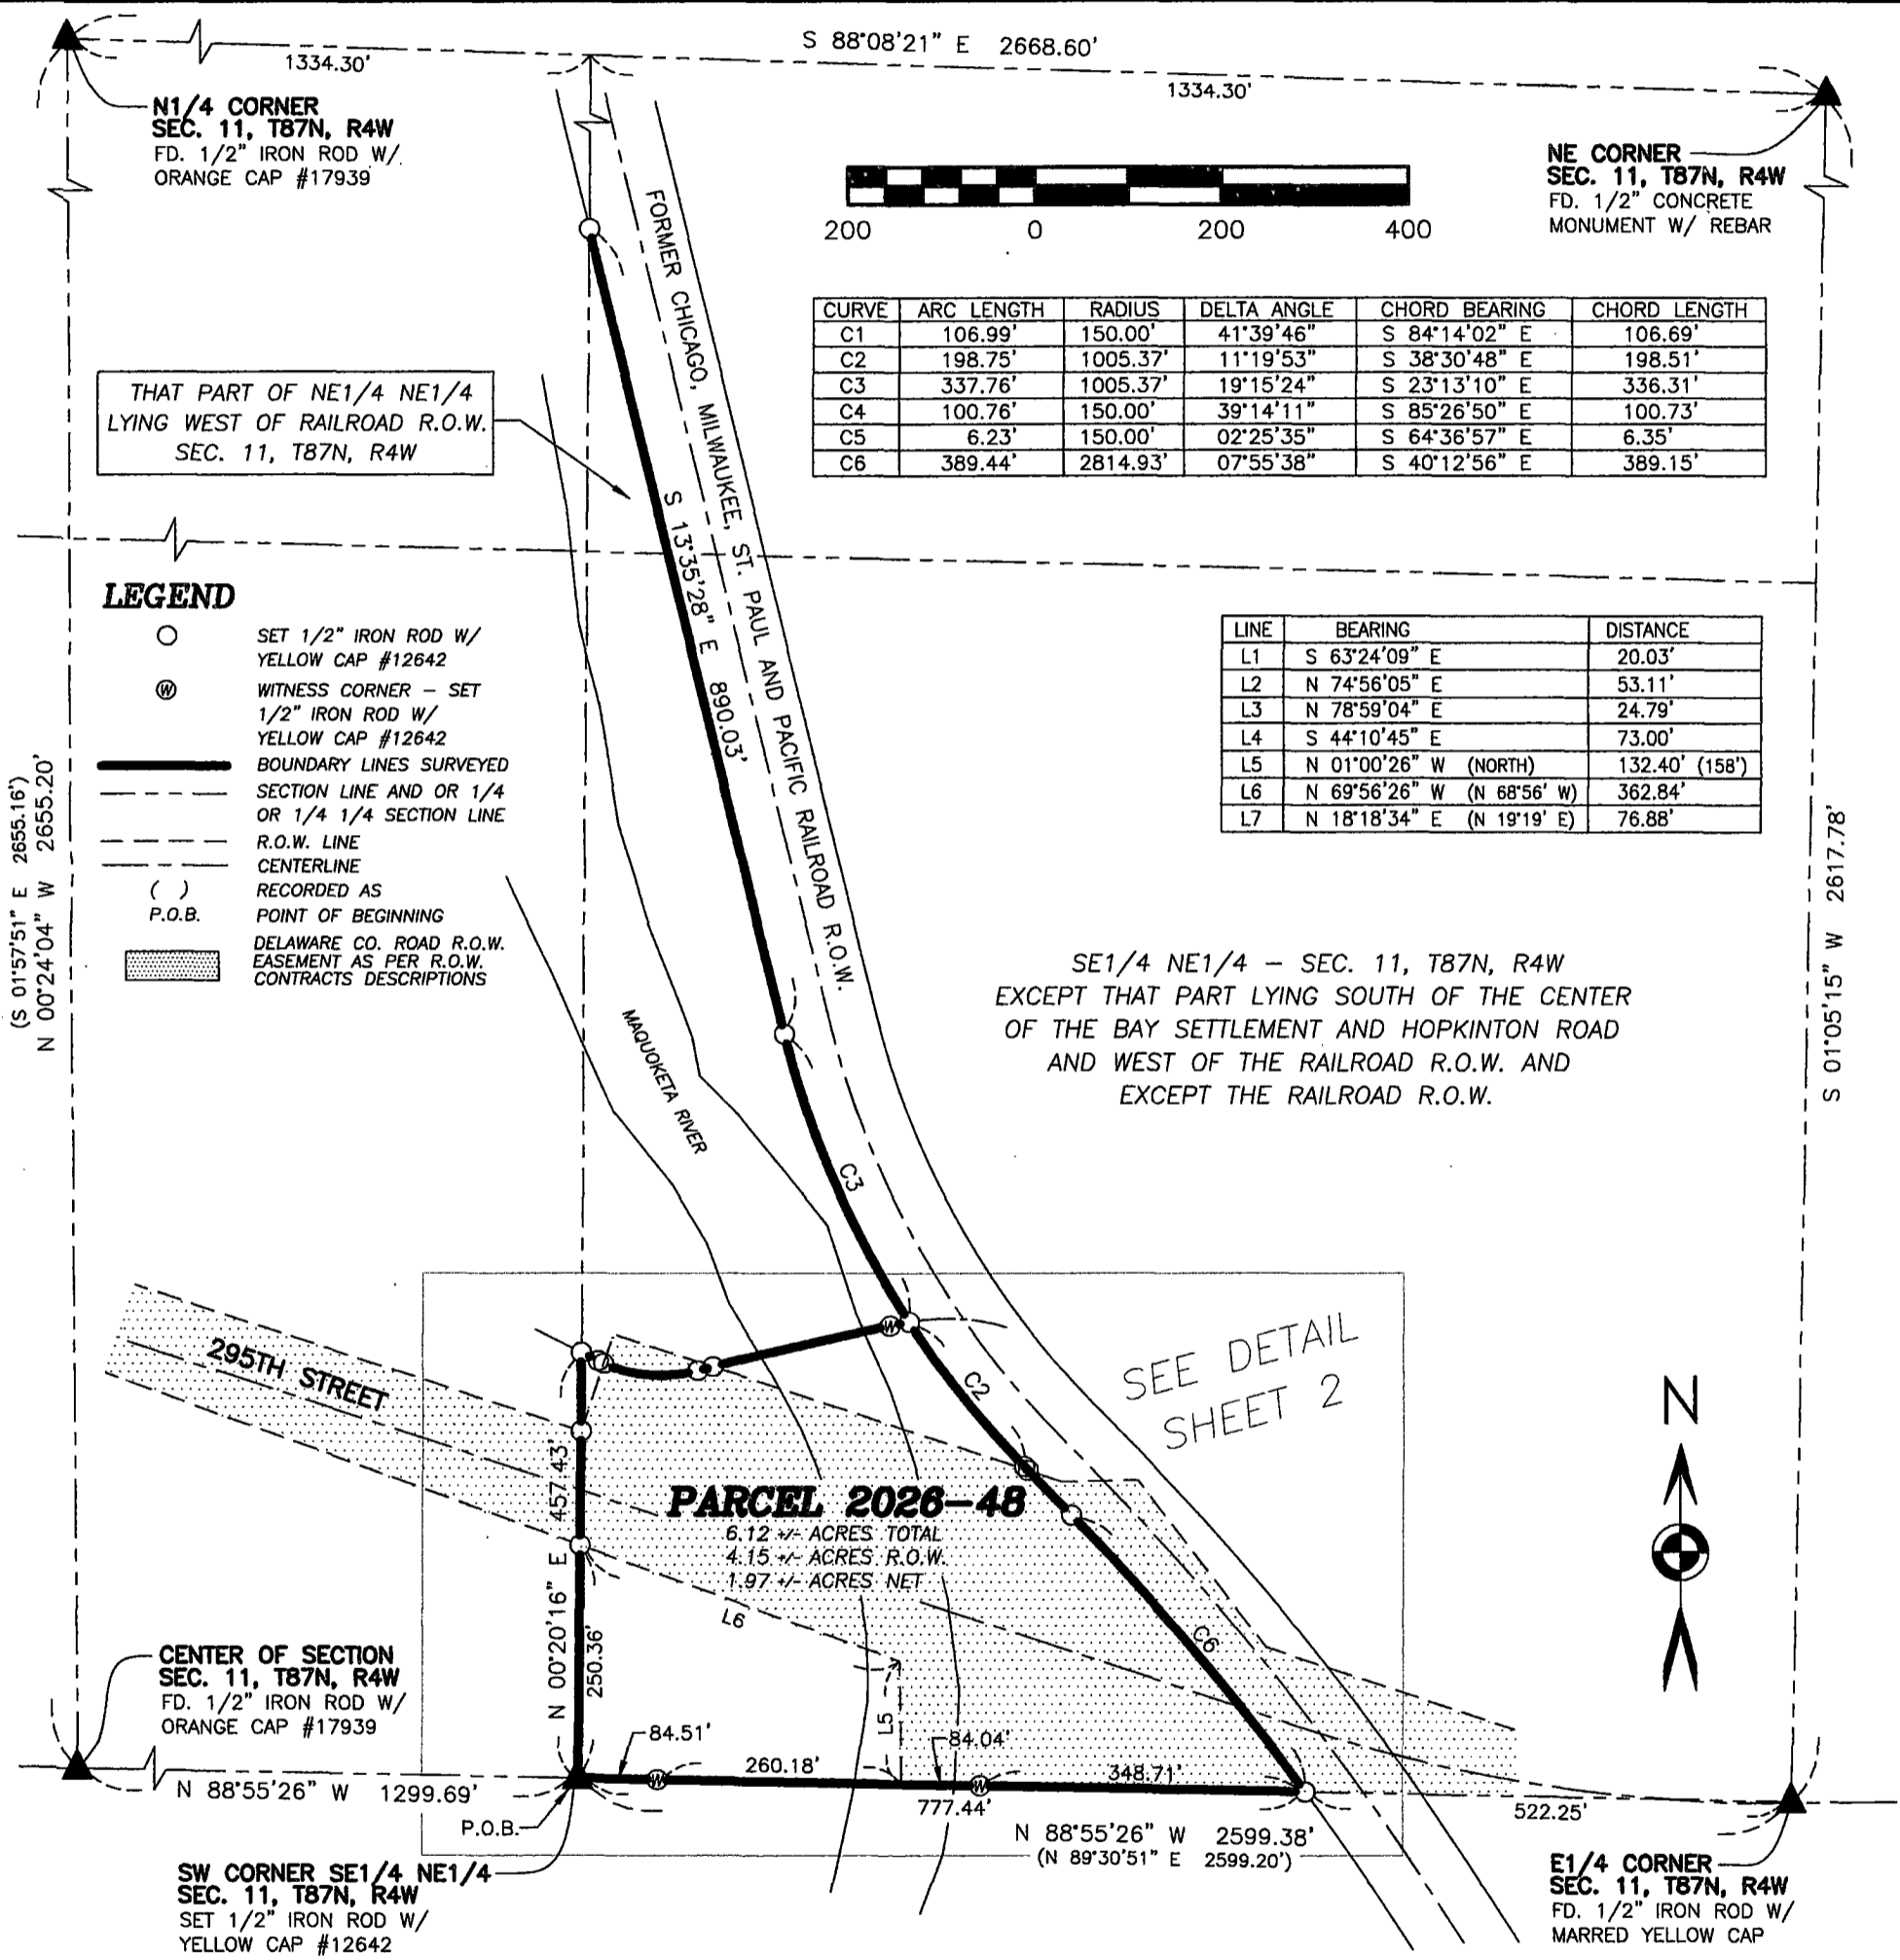 S 88°08'21" E 2668.60'
1334.30'
1334.30'
N1/4 CORNER
SEC. 11, T87N, R4W
FD. 1/2" IRON ROD W/
ORANGE CAP #17939
NE CORNER
SEC. 11, T87N, R4W
FD. 1/2" CONCRETE
MONUMENT W/ REBAR
200 0 200 400
FORMER CHICAGO, MILWAUKEE, ST. PAUL AND PACIFIC RAILROAD R.O.W.
CURVE ARC LENGTH RADIUS DELTA ANGLE CHORD BEARING CHORD LENGTH
C1 106.99' 150.00' 41°39'46" S 84°14'02" E 106.69'
C2 198.75' 1005.37' 11°19'53" S 38°30'48" E 198.51'
C3 337.76' 1005.37' 19°15'24" S 23°13'10" E 336.31'
C4 100.76' 150.00' 39°14'11" S 85°26'50" E 100.73'
C5 6.23' 150.00' 02°25'35" S 64°36'57" E 6.35'
C6 389.44' 2814.93' 07°55'38" S 40°12'56" E 389.15'
THAT PART OF NE1/4 NE1/4
LYING WEST OF RAILROAD R.O.W.
SEC. 11, T87N, R4W
S 13°35'28" E 890.03'
LEGEND
SET 1/2" IRON ROD W/
YELLOW CAP #12642
W WITNESS CORNER – SET
1/2" IRON ROD W/
YELLOW CAP #12642
BOUNDARY LINES SURVEYED
SECTION LINE AND OR 1/4
OR 1/4 1/4 SECTION LINE
R.O.W. LINE
CENTERLINE
( ) RECORDED AS
P.O.B. POINT OF BEGINNING
DELAWARE CO. ROAD R.O.W.
EASEMENT AS PER R.O.W.
CONTRACTS DESCRIPTIONS
(S 01°57'51" E 2655.16')
N 00°24'04" W 2655.20'
LINE BEARING DISTANCE
L1 S 63°24'09" E 20.03'
L2 N 74°56'05" E 53.11'
L3 N 78°59'04" E 24.79'
L4 S 44°10'45" E 73.00'
L5 N 01°00'26" W (NORTH) 132.40' (158')
L6 N 69°56'26" W (N 68°56' W) 362.84'
L7 N 18°18'34" E (N 19°19' E) 76.88'
S 01°05'15" W 2617.78'
SE1/4 NE1/4 – SEC. 11, T87N, R4W
EXCEPT THAT PART LYING SOUTH OF THE CENTER
OF THE BAY SETTLEMENT AND HOPKINTON ROAD
AND WEST OF THE RAILROAD R.O.W. AND
EXCEPT THE RAILROAD R.O.W.
MAQUOKETA RIVER
C3
W
295TH STREET
C2
SEE DETAIL
SHEET 2
N
N 00°20'16" E 457.43'
PARCEL 2026–48
6.12 +/- ACRES TOTAL
4.15 +/- ACRES R.O.W.
1.97 +/- ACRES NET
L6
C6
250.36'
L5
CENTER OF SECTION
SEC. 11, T87N, R4W
FD. 1/2" IRON ROD W/
ORANGE CAP #17939
84.51'
84.04'
W
260.18'
W
348.71'
N 88°55'26" W 1299.69'
777.44'
522.25'
P.O.B.
N 88°55'26" W 2599.38'
(N 89°30'51" E 2599.20')
SW CORNER SE1/4 NE1/4
SEC. 11, T87N, R4W
SET 1/2" IRON ROD W/
YELLOW CAP #12642
E1/4 CORNER
SEC. 11, T87N, R4W
FD. 1/2" IRON ROD W/
MARRED YELLOW CAP